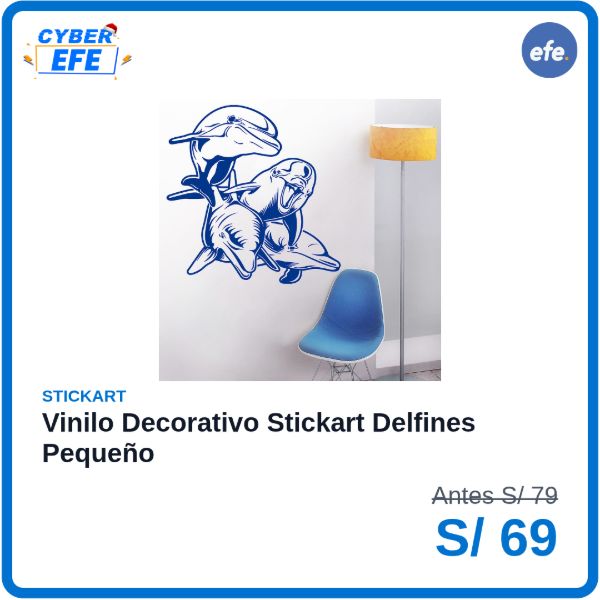 CYBER
EFE
efe.
STICKART
Vinilo Decorativo Stickart Delfines
Pequeño
Antes S/ 79
S/ 69